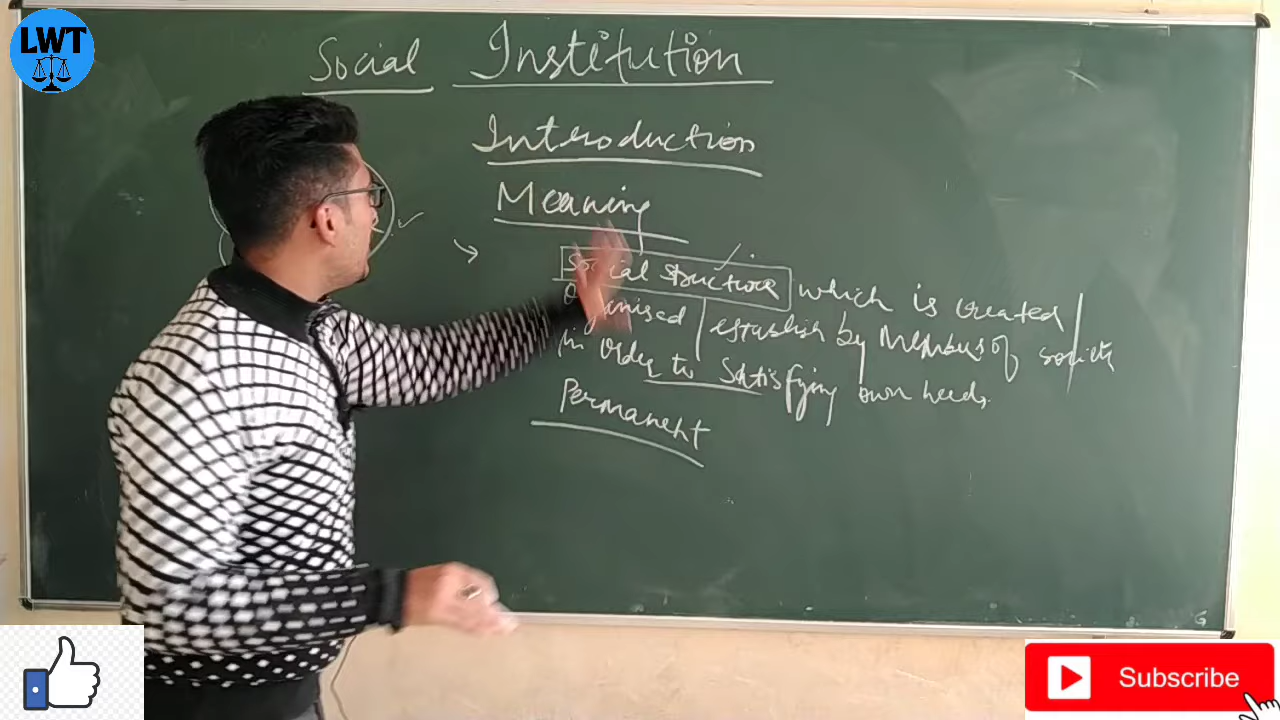 LWT
Social Institution
Introduction
Meaning
Social structure which is created
Organised establish by Members of society
in order to Satisfying own needs
Permanent
G
Subscribe